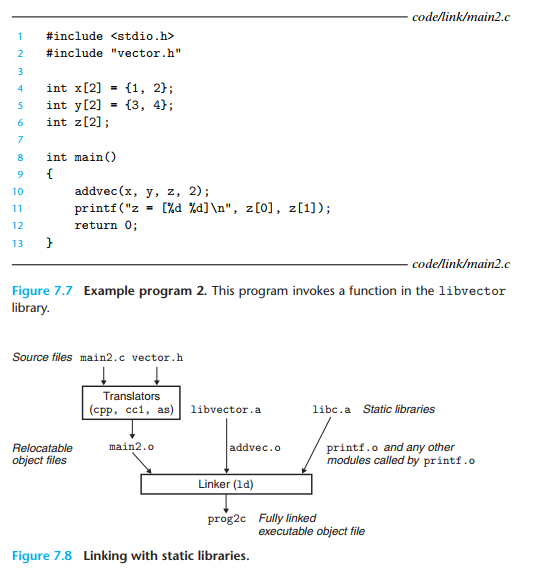 code/link/main2.c
1 #include <stdio.h>
2 #include "vector.h"
3
4 int x[2] = {1, 2};
5 int y[2] = {3, 4};
6 int z[2];
7
8 int main()
9 {
10 addvec(x, y, z, 2);
11 printf("z = [%d %d]\n", z[0], z[1]);
12 return 0;
13 }
code/link/main2.c
Figure 7.7 Example program 2. This program invokes a function in the libvector
library.
Source files main2.c vector.h
Translators
(cpp, cc1, as) libvector.a libc.a Static libraries
Relocatable
object files
main2.o addvec.o printf.o and any other
modules called by printf.o
Linker (ld)
prog2c Fully linked
executable object file
Figure 7.8 Linking with static libraries.